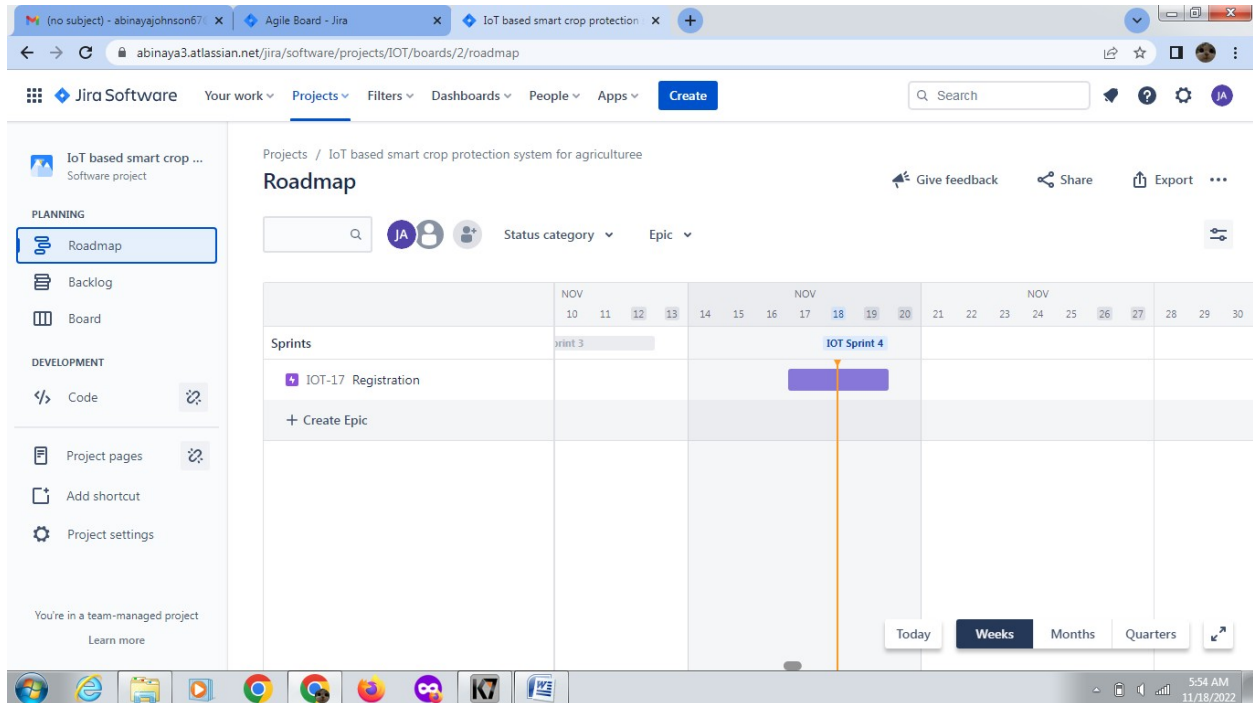 (no subject) - abinayajohnson67
Agile Board - Jira
IoT based smart crop protection
abinaya3.atlassian.net/jira/software/projects/IOT/boards/2/roadmap
Jira Software Your work Projects Filters Dashboards People Apps Create Search JA
IoT based smart crop ...
Software project
PLANNING
Roadmap
Backlog
Board
DEVELOPMENT
Code
Project pages
Add shortcut
Project settings
You're in a team-managed project
Learn more
Projects / IoT based smart crop protection system for agriculturee
Roadmap
Give feedback Share Export
JA Status category Epic
NOV NOV NOV
10 11 12 13 14 15 16 17 18 19 20 21 22 23 24 25 26 27 28 29 30
Sprints print 3 IOT Sprint 4
IOT-17 Registration
+ Create Epic
Today Weeks Months Quarters
K7 W
5:54 AM
11/18/2022